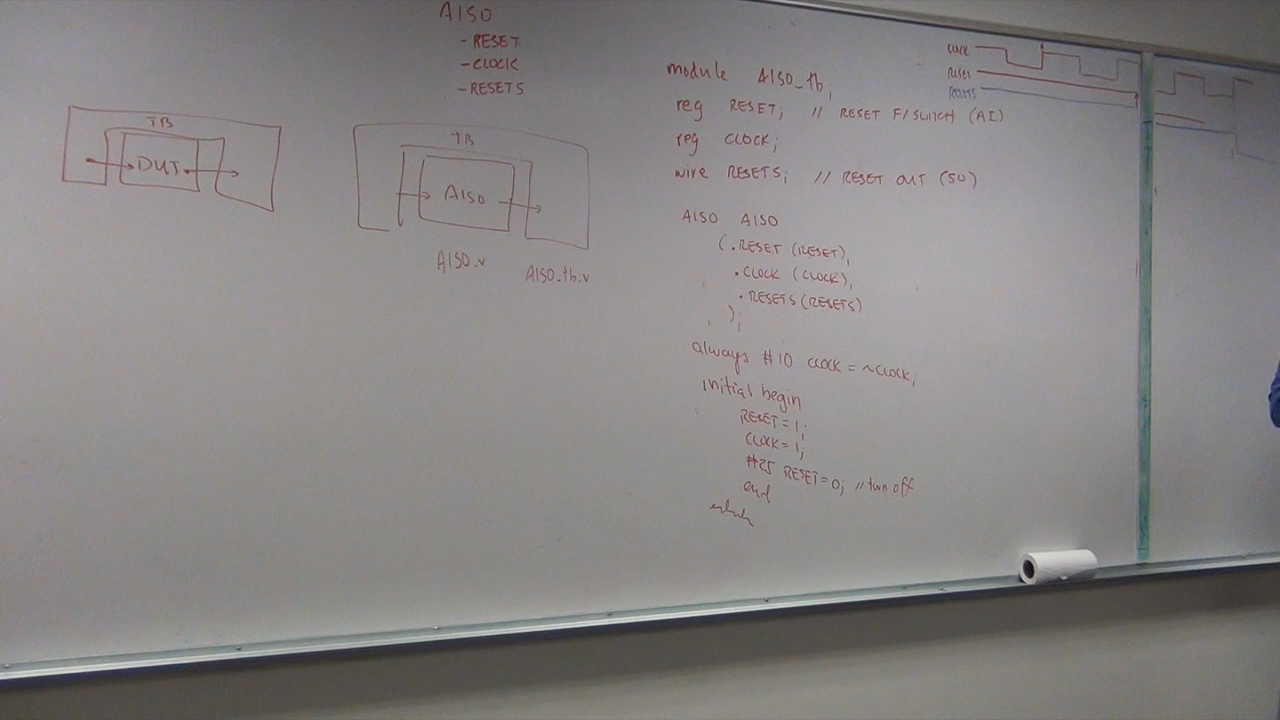 AISO
- RESET
- CLOCK
- RESETS
TB
DUT
TB
AISO
AISO.v
AISO_tb.v
module AISO_tb;
reg RESET; // RESET F/SWITCH (AI)
reg CLOCK;
wire RESETS; // RESET OUT (SO)
AISO AISO
(.RESET (RESET),
.CLOCK (CLOCK),
.RESETS (RESETS)
);
always #10 CLOCK = ~CLOCK;
initial begin
RESET = 1;
CLOCK = 1;
#25 RESET = 0; // turn off
end
CLOCK
RESET
RESETS